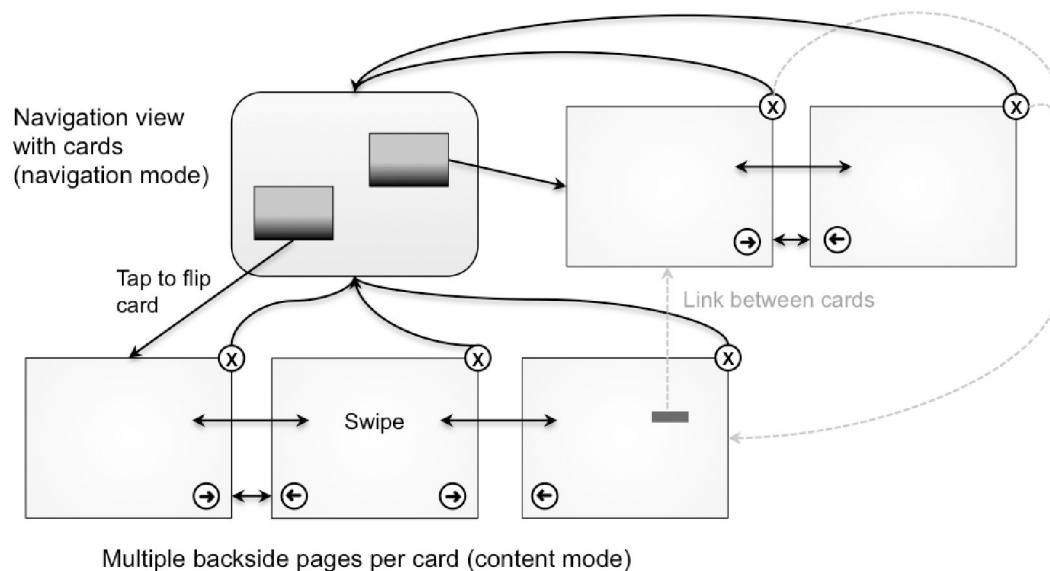 Navigation view
with cards
(navigation mode)
X
X
Tap to flip
card
Link between cards
X
X
X
Swipe
Multiple backside pages per card (content mode)